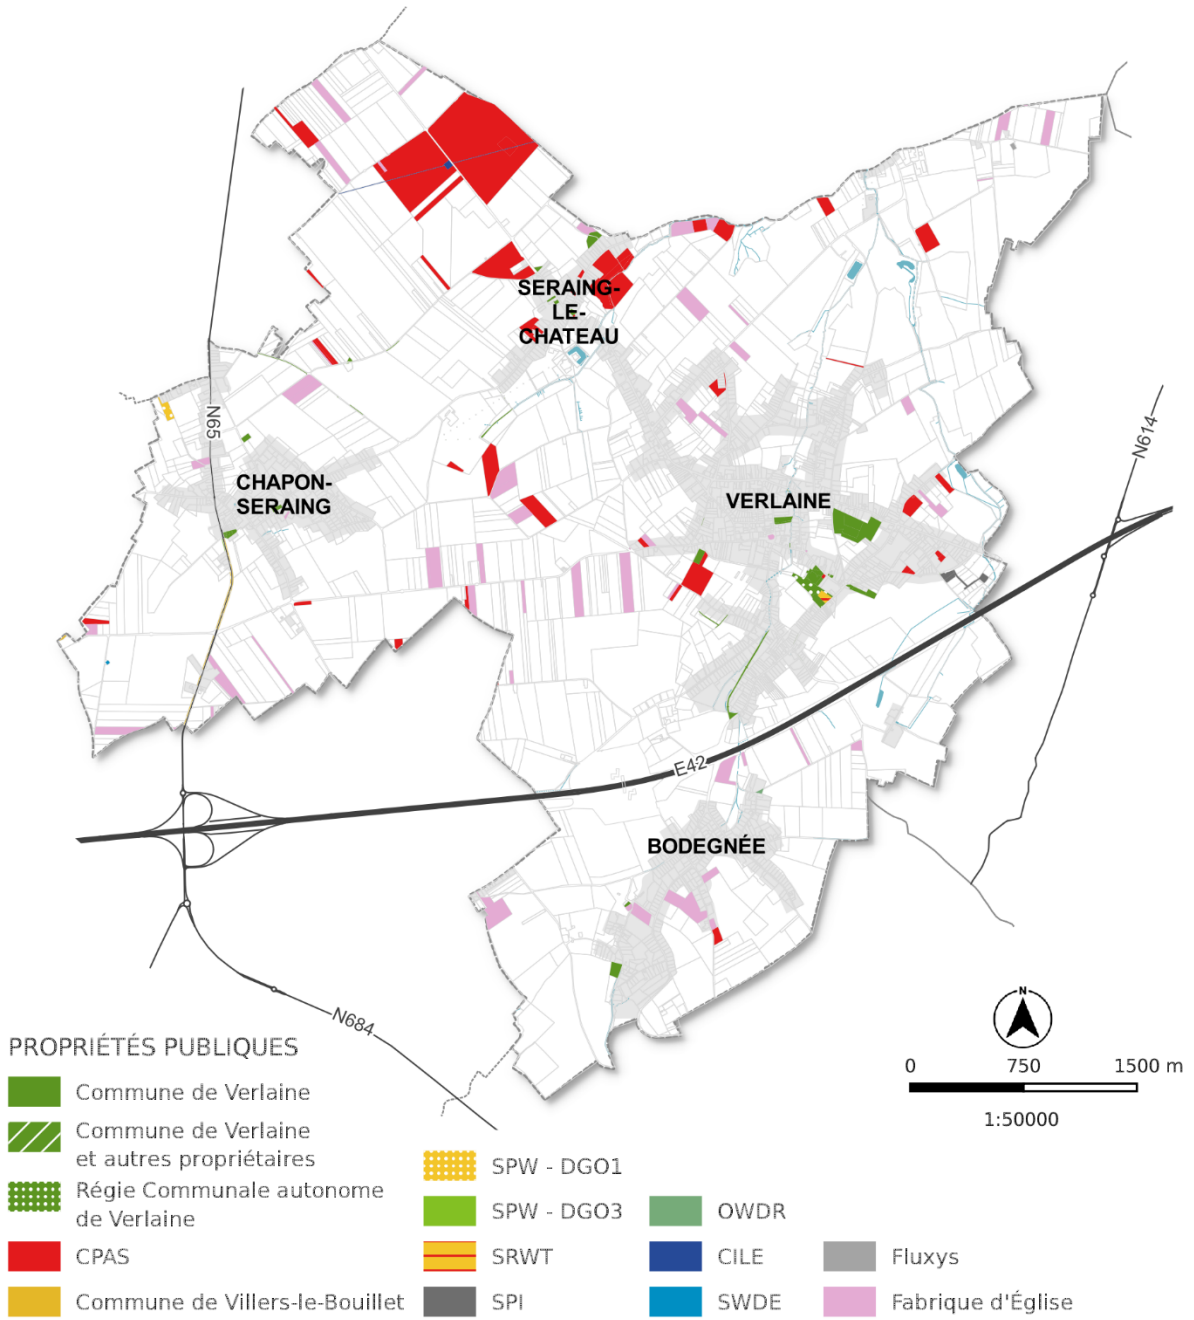 SERAING-
LE-
CHATEAU
N65
N614
CHAPON-
SERAING
VERLAINE
E42
BODEGNÉE
N684
N
0 750 1500 m
1:50000
PROPRIÉTÉS PUBLIQUES
Commune de Verlaine
Commune de Verlaine
et autres propriétaires
Régie Communale autonome
de Verlaine
CPAS
Commune de Villers-le-Bouillet
SPW - DGO1
SPW - DGO3
SRWT
SPI
OWDR
CILE
SWDE
Fluxys
Fabrique d'Église